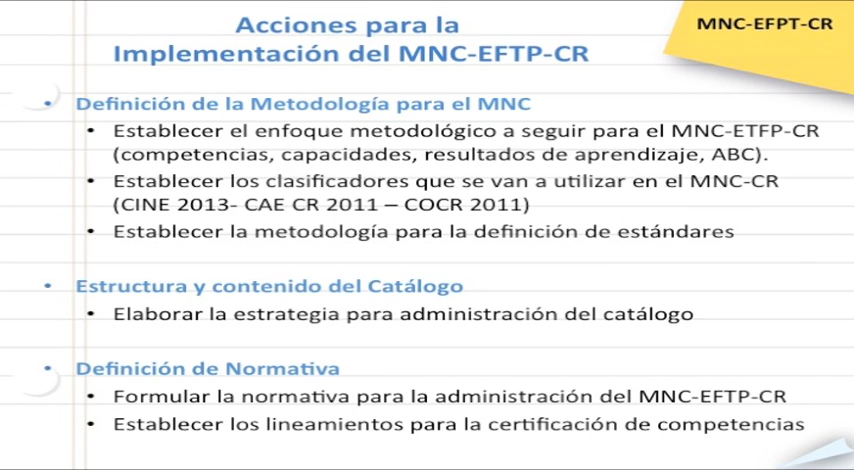 Acciones para la
Implementación del MNC-EFTP-CR
MNC-EFPT-CR
• Definición de la Metodología para el MNC
• Establecer el enfoque metodológico a seguir para el MNC-ETFP-CR
(competencias, capacidades, resultados de aprendizaje, ABC).
• Establecer los clasificadores que se van a utilizar en el MNC-CR
(CINE 2013- CAE CR 2011 – COCR 2011)
• Establecer la metodología para la definición de estándares
• Estructura y contenido del Catálogo
• Elaborar la estrategia para administración del catálogo
• Definición de Normativa
• Formular la normativa para la administración del MNC-EFTP-CR
• Establecer los lineamientos para la certificación de competencias